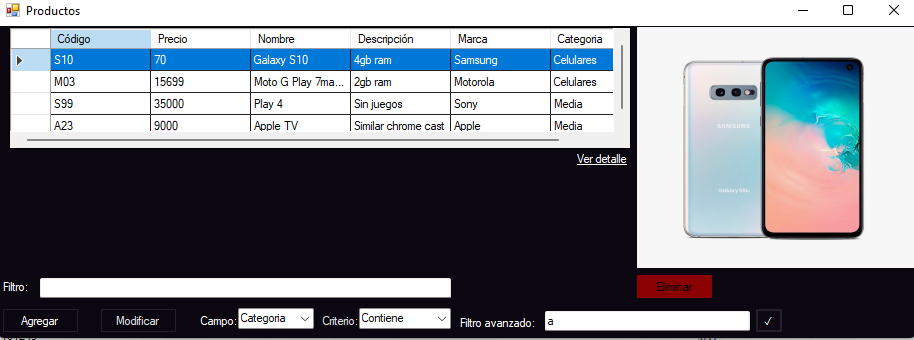 Productos
Código Precio Nombre Descripción Marca Categoria
S10 70 Galaxy S10 4gb ram Samsung Celulares
M03 15699 Moto G Play 7ma... 2gb ram Motorola Celulares
S99 35000 Play 4 Sin juegos Sony Media
A23 9000 Apple TV Similar chrome cast Apple Media
Ver detalle
SAMSUNG
Filtro:
Eliminar
Agregar Modificar Campo: Categoria Criterio: Contiene Filtro avanzado: a ✓